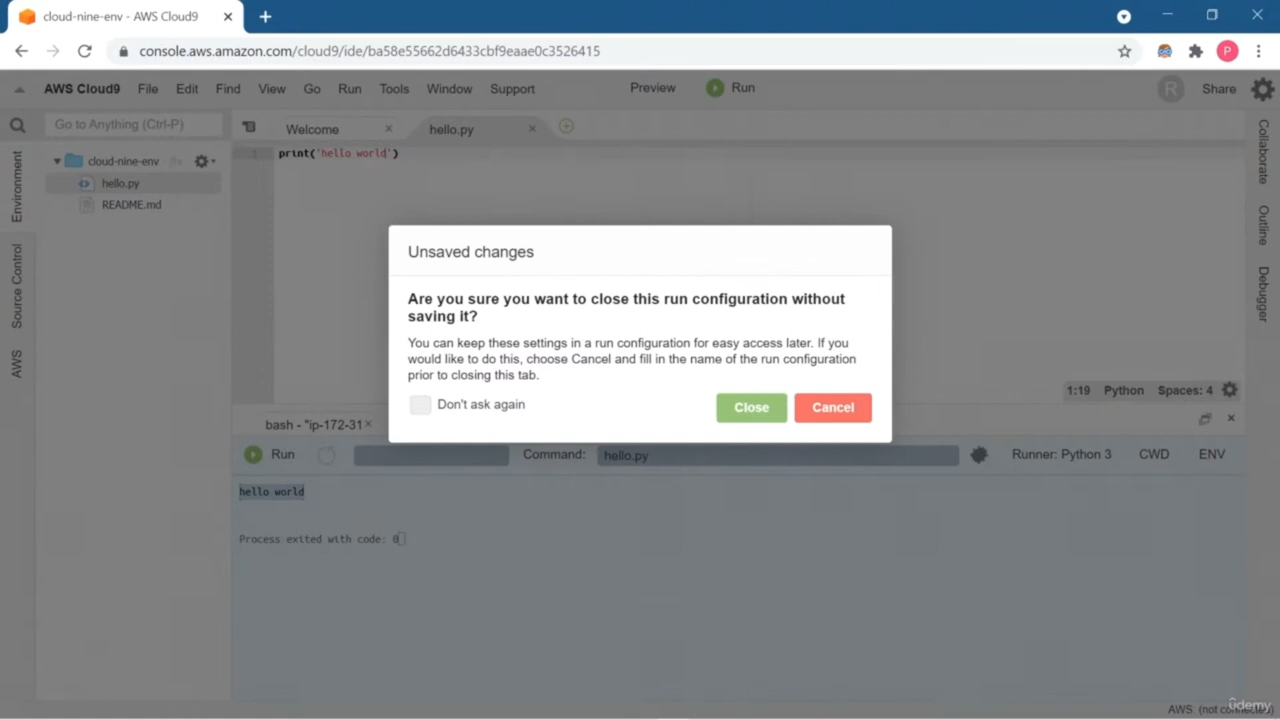 cloud-nine-env - AWS Cloud9
console.aws.amazon.com/cloud9/ide/ba58e55662d6433cbf9eaae0c3526415
P
AWS Cloud9 File Edit Find View Go Run Tools Window Support Preview Run R Share
Go to Anything (Ctrl-P)
Welcome
hello.py
Environment
Source Control
AWS
cloud-nine-env
hello.py
README.md
1
print('hello world')
Collaborate
Outline
Debugger
Unsaved changes
Are you sure you want to close this run configuration without
saving it?
You can keep these settings in a run configuration for easy access later. If you
would like to do this, choose Cancel and fill in the name of the run configuration
prior to closing this tab.
Don't ask again
Close
Cancel
1:19 Python Spaces: 4
bash - "ip-172-31
Run
Command: hello.py
Runner: Python 3 CWD ENV
hello world
Process exited with code: 0
AWS: (not connected)
ûdemy